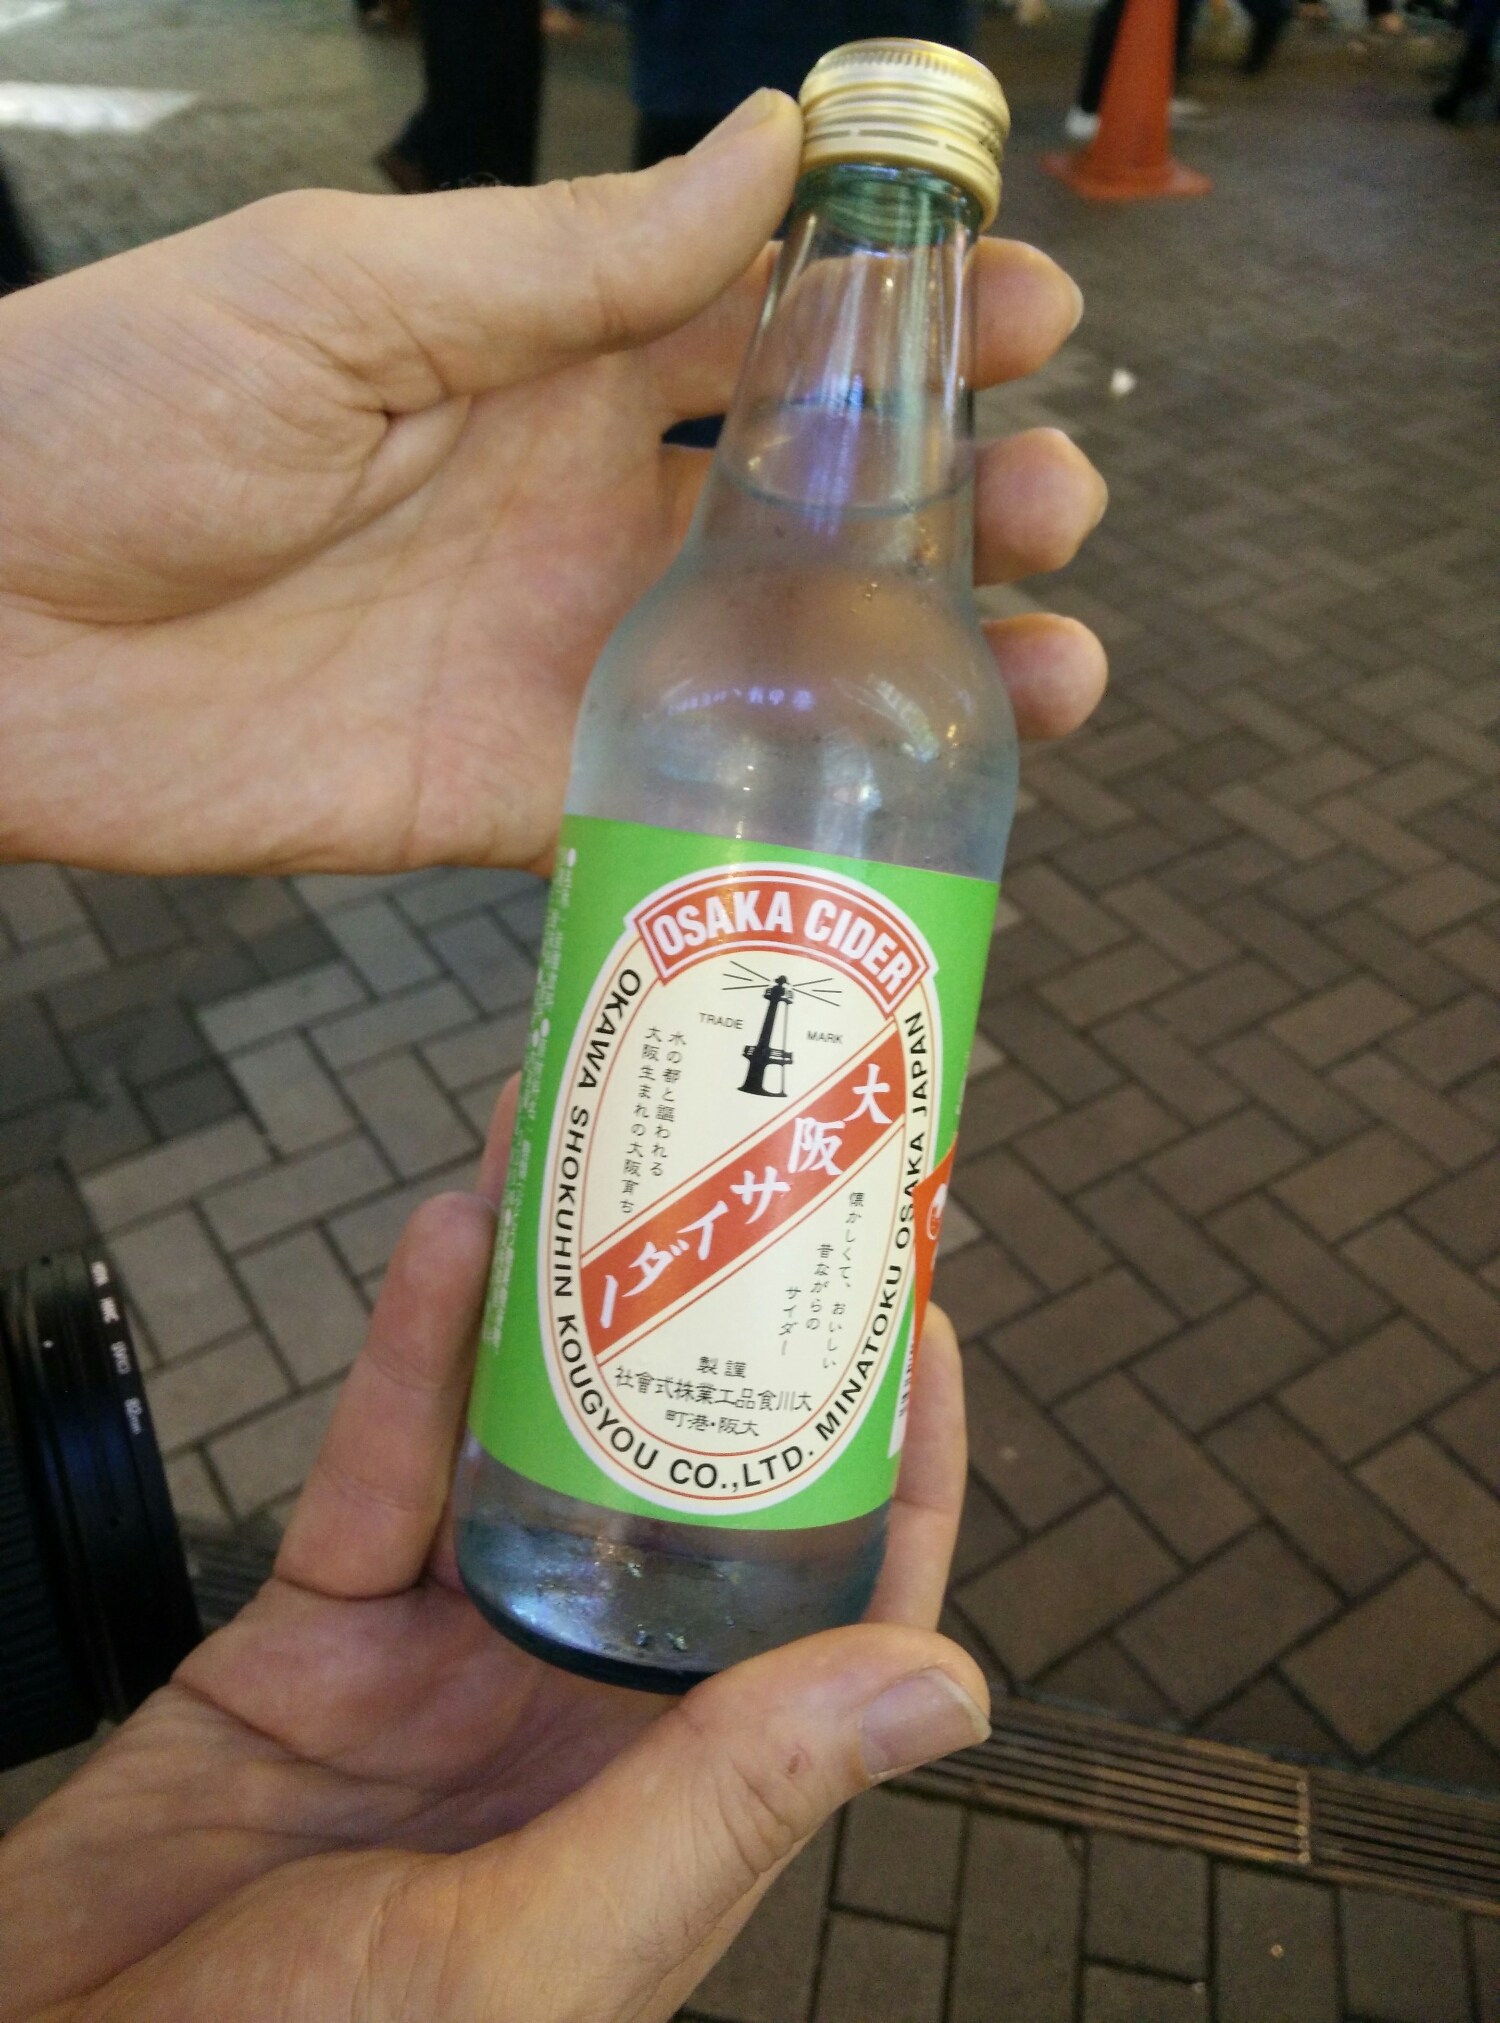 OSAKA CIDER
TRADE MARK
水の都と謳われる
大阪生まれの大阪育ち
大阪サイダー
懐かしくて、おいしい
昔ながらの
サイダー
謹製
大川食品工業株式會社
大阪・港町
OKAWA SHOKUHIN KOUGYOU CO.,LTD. MINATOKU OSAKA JAPAN